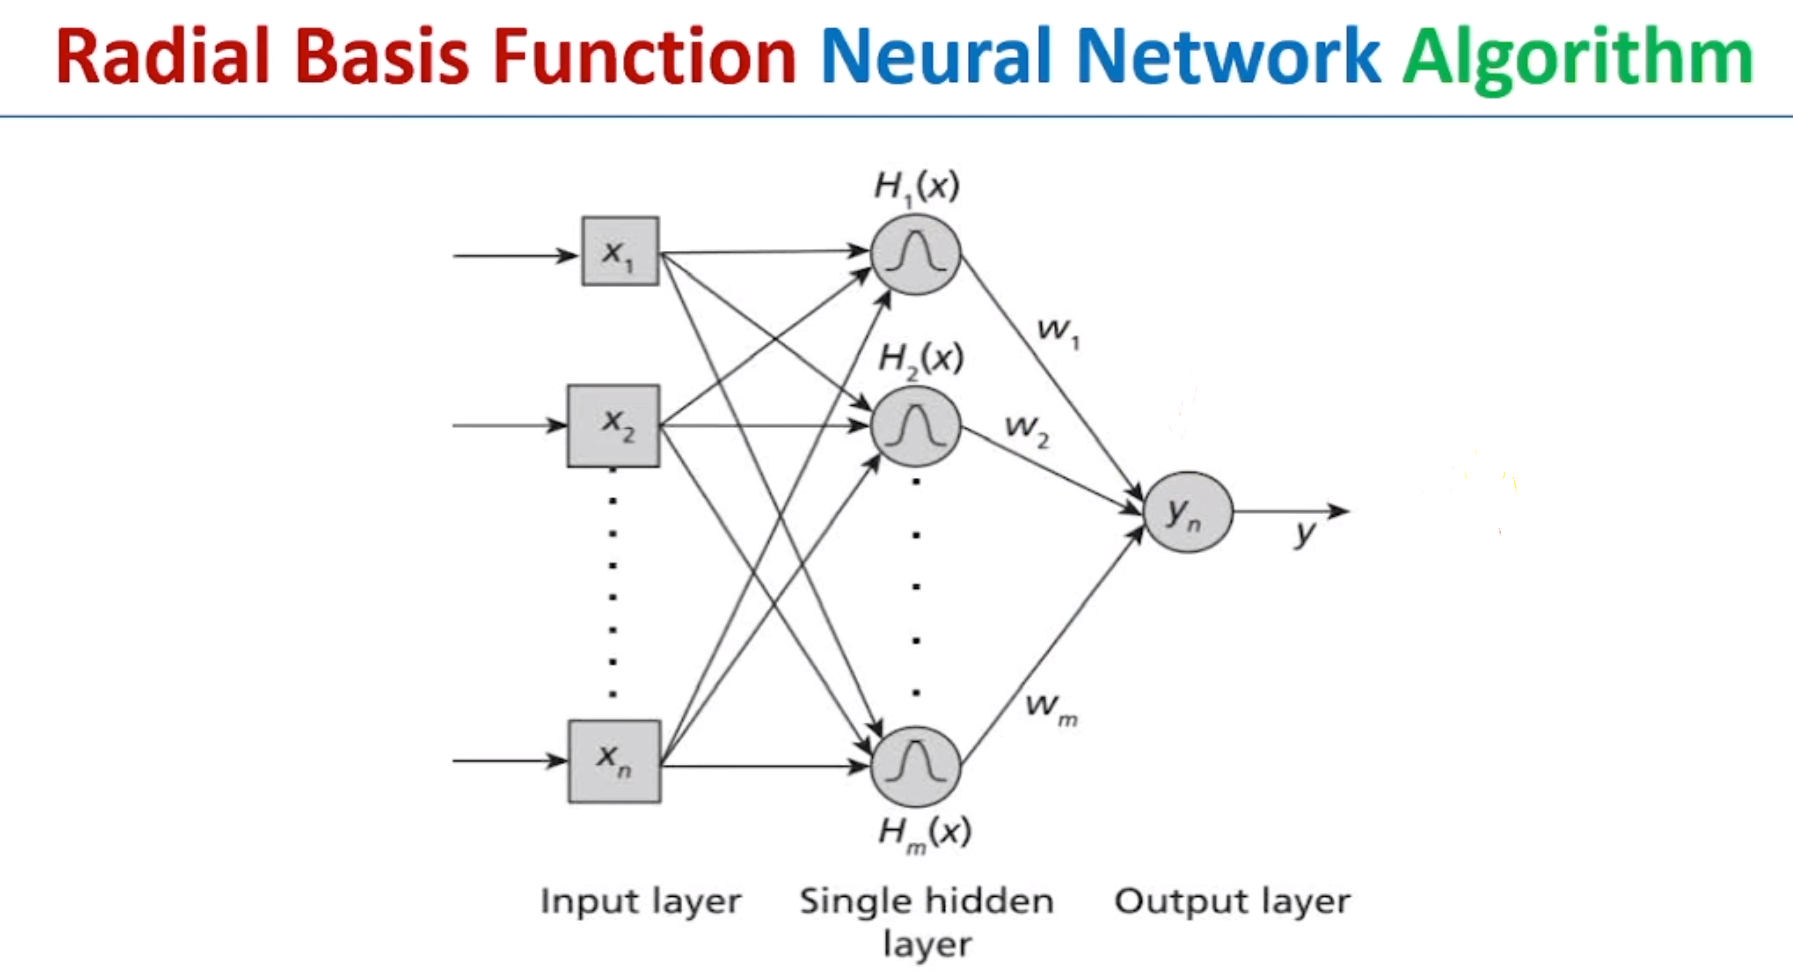 Radial Basis Function Neural Network Algorithm
H₁(x)
x₁
w₁
H₂(x)
x₂
w₂
yₙ
y
wₘ
xₙ
Hₘ(x)
Input layer
Single hidden
layer
Output layer